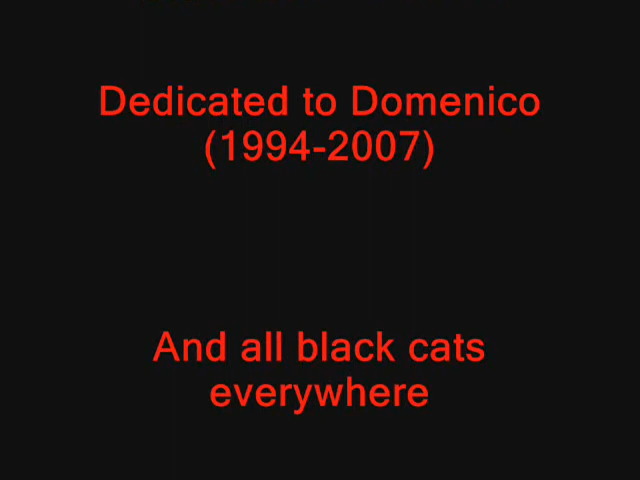 Dedicated to Domenico
(1994-2007)
And all black cats
everywhere